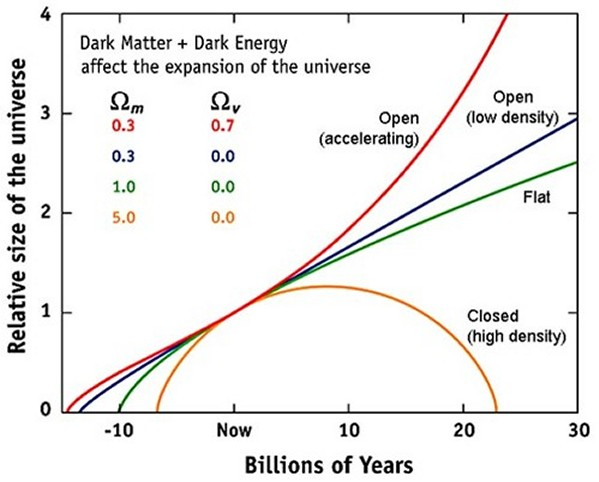 Dark Matter + Dark Energy
affect the expansion of the universe
Ωm Ωv
0.3 0.7
0.3 0.0
1.0 0.0
5.0 0.0
Open
(accelerating)
Open
(low density)
Flat
Closed
(high density)
Relative size of the universe
4
3
2
1
0
-10 Now 10 20 30
Billions of Years